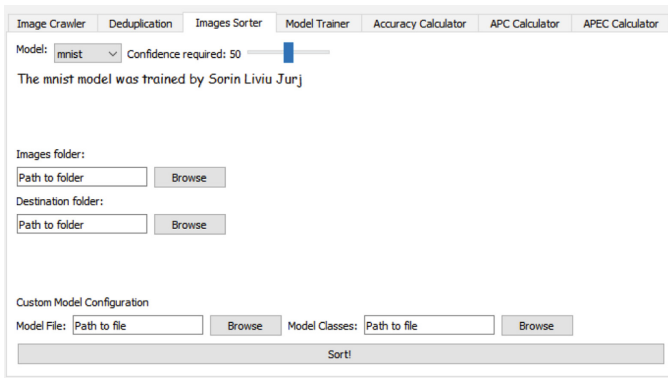 Image Crawler Deduplication Images Sorter Model Trainer Accuracy Calculator APC Calculator APEC Calculator
Model: mnist Confidence required: 50
The mnist model was trained by Sorin Liviu Jurj
Images folder:
Path to folder Browse
Destination folder:
Path to folder Browse
Custom Model Configuration
Model File: Path to file Browse Model Classes: Path to file Browse
Sort!